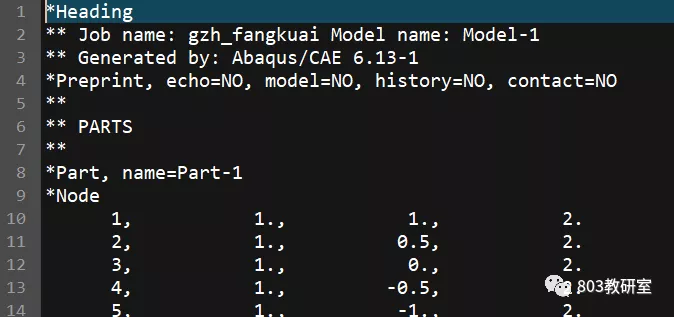 1 *Heading
2 ** Job name: gzh_fangkuai Model name: Model-1
3 ** Generated by: Abaqus/CAE 6.13-1
4 *Preprint, echo=NO, model=NO, history=NO, contact=NO
5 **
6 ** PARTS
7 **
8 *Part, name=Part-1
9 *Node
10 1, 1., 1., 2.
11 2, 1., 0.5, 2.
12 3, 1., 0., 2.
13 4, 1., -0.5, 2.
14 5, 1., -1., 2.
803教研室